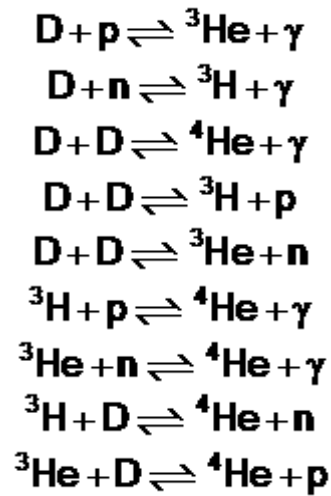 D+p⇌³He+γ
D+n⇌³H+γ
D+D⇌⁴He+γ
D+D⇌³H+p
D+D⇌³He+n
³H+p⇌⁴He+γ
³He+n⇌⁴He+γ
³H+D⇌⁴He+n
³He+D⇌⁴He+p